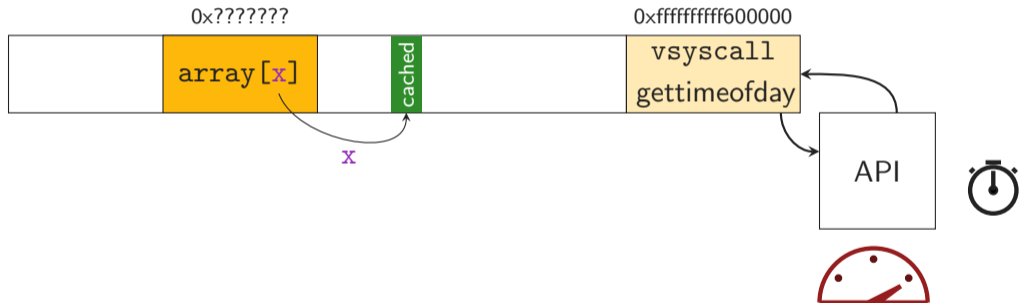 0x???????
0xffffffffff600000
array[x]
cached
vsyscall
gettimeofday
x
API